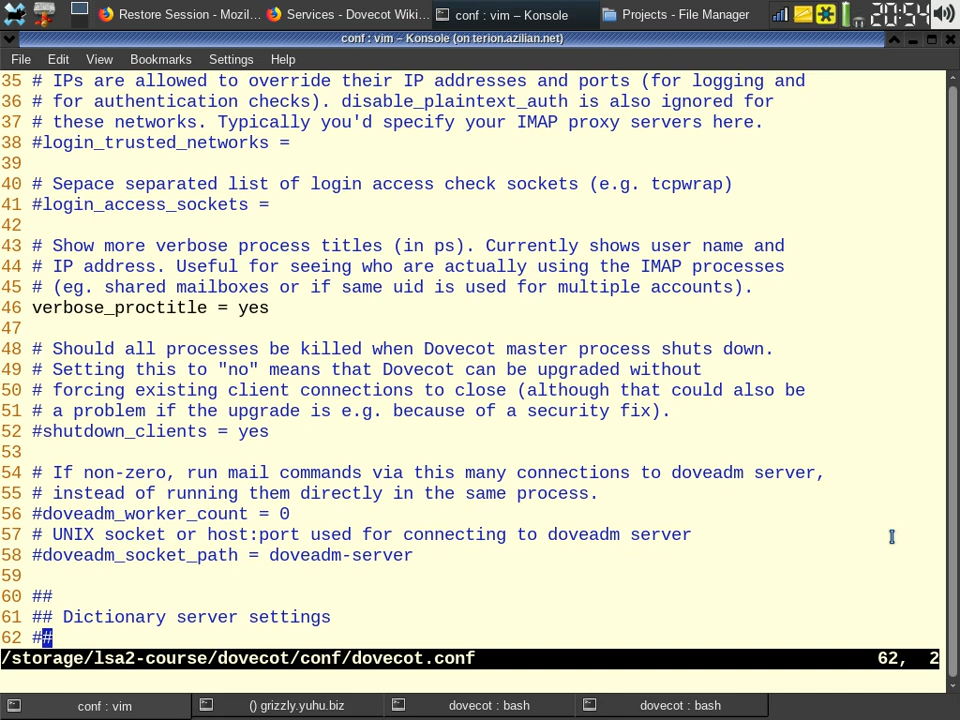 Restore Session - Mozil...
Services - Dovecot Wiki...
conf : vim – Konsole
Projects - File Manager
20:54
conf : vim – Konsole (on terion.azilian.net)
File Edit View Bookmarks Settings Help
35 # IPs are allowed to override their IP addresses and ports (for logging and
36 # for authentication checks). disable_plaintext_auth is also ignored for
37 # these networks. Typically you'd specify your IMAP proxy servers here.
38 #login_trusted_networks =
39
40 # Sepace separated list of login access check sockets (e.g. tcpwrap)
41 #login_access_sockets =
42
43 # Show more verbose process titles (in ps). Currently shows user name and
44 # IP address. Useful for seeing who are actually using the IMAP processes
45 # (eg. shared mailboxes or if same uid is used for multiple accounts).
46 verbose_proctitle = yes
47
48 # Should all processes be killed when Dovecot master process shuts down.
49 # Setting this to "no" means that Dovecot can be upgraded without
50 # forcing existing client connections to close (although that could also be
51 # a problem if the upgrade is e.g. because of a security fix).
52 #shutdown_clients = yes
53
54 # If non-zero, run mail commands via this many connections to doveadm server,
55 # instead of running them directly in the same process.
56 #doveadm_worker_count = 0
57 # UNIX socket or host:port used for connecting to doveadm server
58 #doveadm_socket_path = doveadm-server
59
60 ##
61 ## Dictionary server settings
62 ##
/storage/lsa2-course/dovecot/conf/dovecot.conf 62, 2
conf : vim
() grizzly.yuhu.biz
dovecot : bash
dovecot : bash